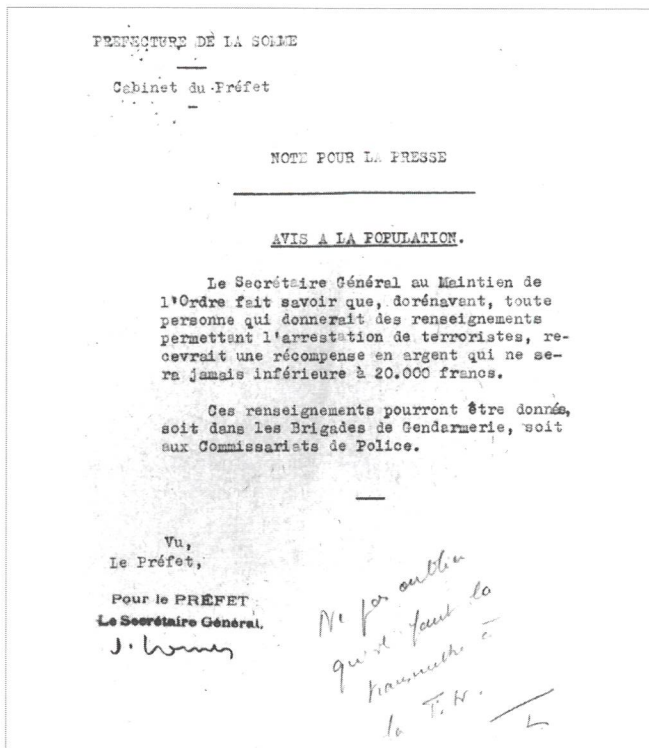 PREFECTURE DE LA SOMME
Cabinet du Préfet
NOTE POUR LA PRESSE
AVIS A LA POPULATION.
Le Secrétaire Général au Maintien de
l'Ordre fait savoir que, dorénavant, toute
personne qui donnerait des renseignements
permettant l'arrestation de terroristes, re-
cevrait une récompense en argent qui ne se-
ra jamais inférieure à 20.000 francs.
Ces renseignements pourront être donnés,
soit dans les Brigades de Gendarmerie, soit
aux Commissariats de Police.
Vu,
Le Préfet,
Pour le PRÉFET
Le Secrétaire Général.
Ne pas oublier
qu'il faut la
transmettre à
la